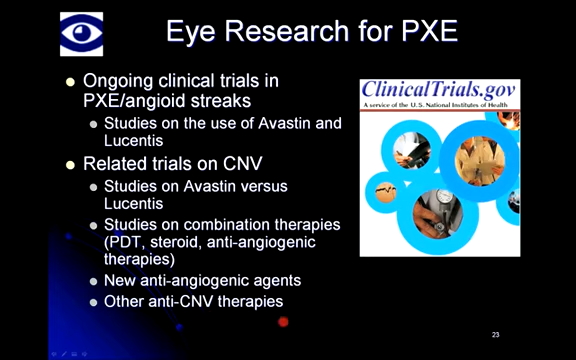 Eye Research for PXE
Ongoing clinical trials in
PXE/angioid streaks
Studies on the use of Avastin and
Lucentis
Related trials on CNV
Studies on Avastin versus
Lucentis
Studies on combination therapies
(PDT, steroid, anti-angiogenic
therapies)
New anti-angiogenic agents
Other anti-CNV therapies
ClinicalTrials.gov
A service of the U.S. National Institutes of Health
23